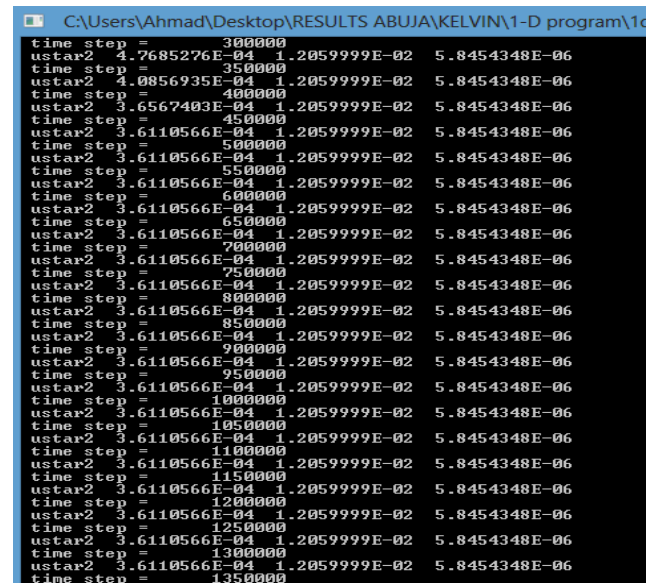 C:\Users\Ahmad\Desktop\RESULTS ABUJA\KELVIN\1-D program\1c
time step = 300000
ustar2 4.7685276E-04 1.2059999E-02 5.8454348E-06
time step = 350000
ustar2 4.0856935E-04 1.2059999E-02 5.8454348E-06
time step = 400000
ustar2 3.6567403E-04 1.2059999E-02 5.8454348E-06
time step = 450000
ustar2 3.6110566E-04 1.2059999E-02 5.8454348E-06
time step = 500000
ustar2 3.6110566E-04 1.2059999E-02 5.8454348E-06
time step = 550000
ustar2 3.6110566E-04 1.2059999E-02 5.8454348E-06
time step = 600000
ustar2 3.6110566E-04 1.2059999E-02 5.8454348E-06
time step = 650000
ustar2 3.6110566E-04 1.2059999E-02 5.8454348E-06
time step = 700000
ustar2 3.6110566E-04 1.2059999E-02 5.8454348E-06
time step = 750000
ustar2 3.6110566E-04 1.2059999E-02 5.8454348E-06
time step = 800000
ustar2 3.6110566E-04 1.2059999E-02 5.8454348E-06
time step = 850000
ustar2 3.6110566E-04 1.2059999E-02 5.8454348E-06
time step = 900000
ustar2 3.6110566E-04 1.2059999E-02 5.8454348E-06
time step = 950000
ustar2 3.6110566E-04 1.2059999E-02 5.8454348E-06
time step = 1000000
ustar2 3.6110566E-04 1.2059999E-02 5.8454348E-06
time step = 1050000
ustar2 3.6110566E-04 1.2059999E-02 5.8454348E-06
time step = 1100000
ustar2 3.6110566E-04 1.2059999E-02 5.8454348E-06
time step = 1150000
ustar2 3.6110566E-04 1.2059999E-02 5.8454348E-06
time step = 1200000
ustar2 3.6110566E-04 1.2059999E-02 5.8454348E-06
time step = 1250000
ustar2 3.6110566E-04 1.2059999E-02 5.8454348E-06
time step = 1300000
ustar2 3.6110566E-04 1.2059999E-02 5.8454348E-06
time step = 1350000